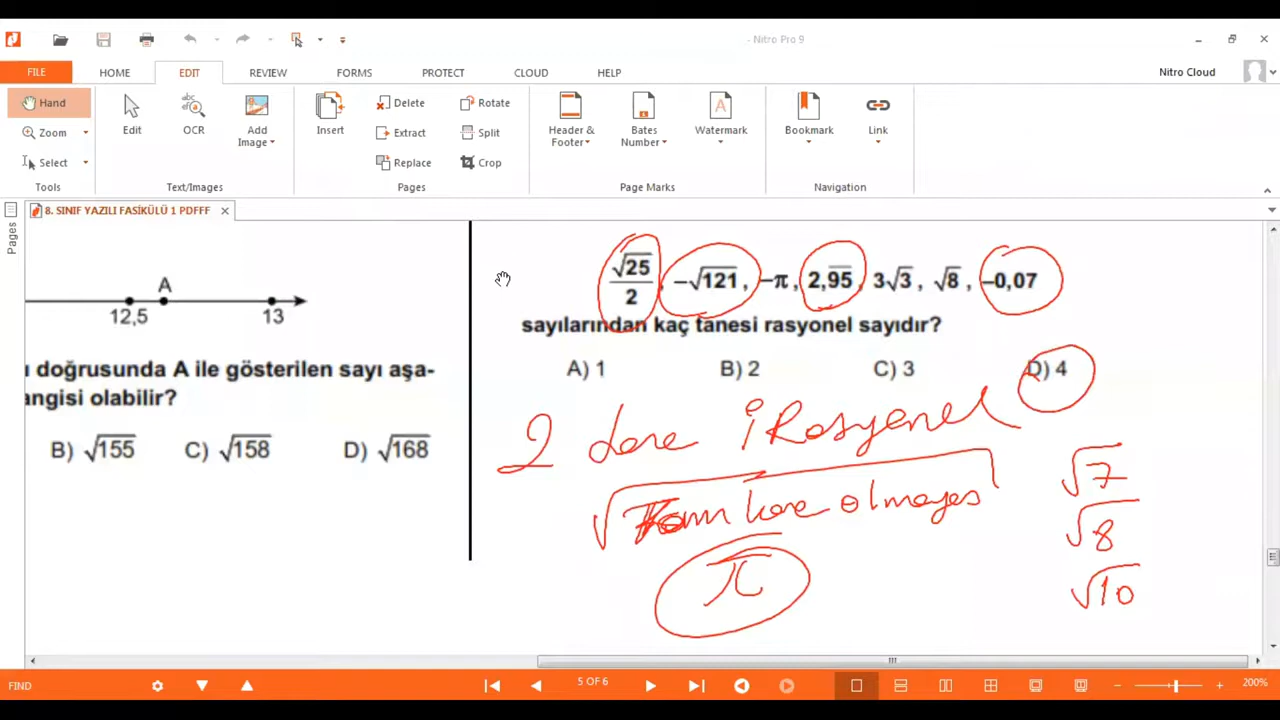 - Nitro Pro 9
FILE HOME EDIT REVIEW FORMS PROTECT CLOUD HELP Nitro Cloud
Hand
Zoom
Select
Tools
Edit
OCR
Add Image
Text/Images
Insert
Delete
Extract
Replace
Rotate
Split
Crop
Pages
Header & Footer
Bates Number
Watermark
Page Marks
Bookmark
Link
Navigation
8. SINIF YAZILI FASİKÜLÜ 1 PDFFF
Pages
A
12,5 13
ı doğrusunda A ile gösterilen sayı aşa-
angisi olabilir?
B) √155 C) √158 D) √168
√25/2, −√121, −π, 2,9̅5̅, 3√3, √8, −0,07
sayılarından kaç tanesi rasyonel sayıdır?
A) 1 B) 2 C) 3 D) 4
2 tane iRasyonel
√Tam kare olmayan
π
√7
√8
√10
FIND 5 OF 6 200%